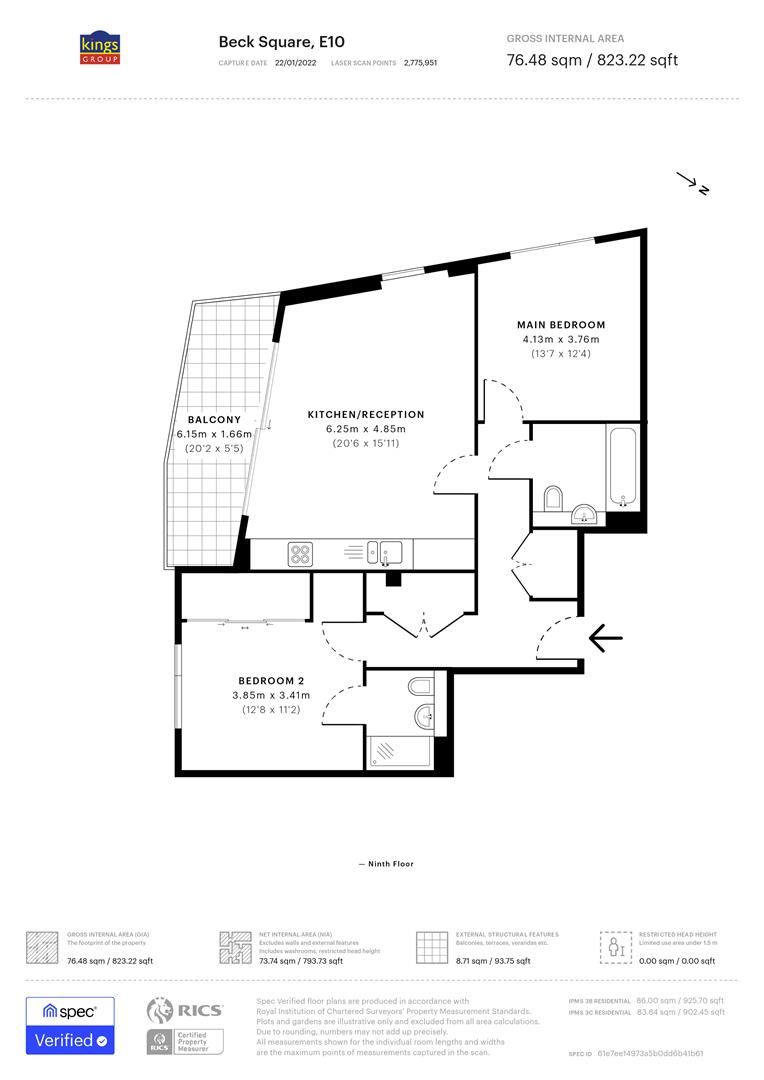 kings
GROUP
Beck Square, E10
CAPTURE DATE 22/01/2022 LASER SCAN POINTS 2,775,951
GROSS INTERNAL AREA
76.48 sqm / 823.22 sqft
N
MAIN BEDROOM
4.13m x 3.76m
(13'7 x 12'4)
KITCHEN/RECEPTION
6.25m x 4.85m
(20'6 x 15'11)
BALCONY
6.15m x 1.66m
(20'2 x 5'5)
BEDROOM 2
3.85m x 3.41m
(12'8 x 11'2)
— Ninth Floor
GROSS INTERNAL AREA (GIA)
The footprint of the property
76.48 sqm / 823.22 sqft
NET INTERNAL AREA (NIA)
Excludes walls and external features
Includes washrooms, restricted head height
73.74 sqm / 793.73 sqft
EXTERNAL STRUCTURAL FEATURES
Balconies, terraces, verandas etc.
8.71 sqm / 93.75 sqft
RESTRICTED HEAD HEIGHT
Limited use area under 1.5 m
0.00 sqm / 0.00 sqft
spec
Verified
RICS
RICS
Certified
Property
Measurer
Spec Verified floor plans are produced in accordance with
Royal Institution of Chartered Surveyors' Property Measurement Standards.
Plots and gardens are illustrative only and excluded from all area calculations.
Due to rounding, numbers may not add up precisely.
All measurements shown for the individual room lengths and widths
are the maximum points of measurements captured in the scan.
IPMS 3B RESIDENTIAL 86.00 sqm / 925.70 sqft
IPMS 3C RESIDENTIAL 83.84 sqm / 902.45 sqft
SPEC ID 61e7ee14973a5b0dd6b41b61